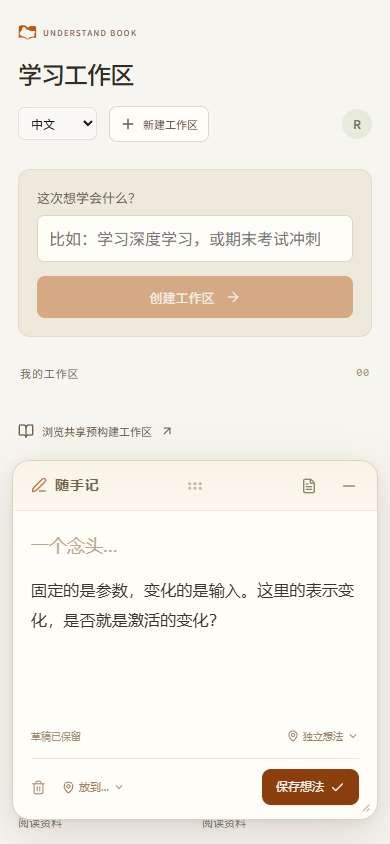 UNDERSTAND BOOK
学习工作区
中文
新建工作区
R
这次想学会什么？
比如：学习深度学习，或期末考试冲刺
创建工作区
我的工作区
00
浏览共享预构建工作区
随手记
一个念头...
固定的是参数，变化的是输入。这里的表示变
化，是否就是激活的变化？
草稿已保留
独立想法
放到...
保存想法
阅读资料
阅读资料